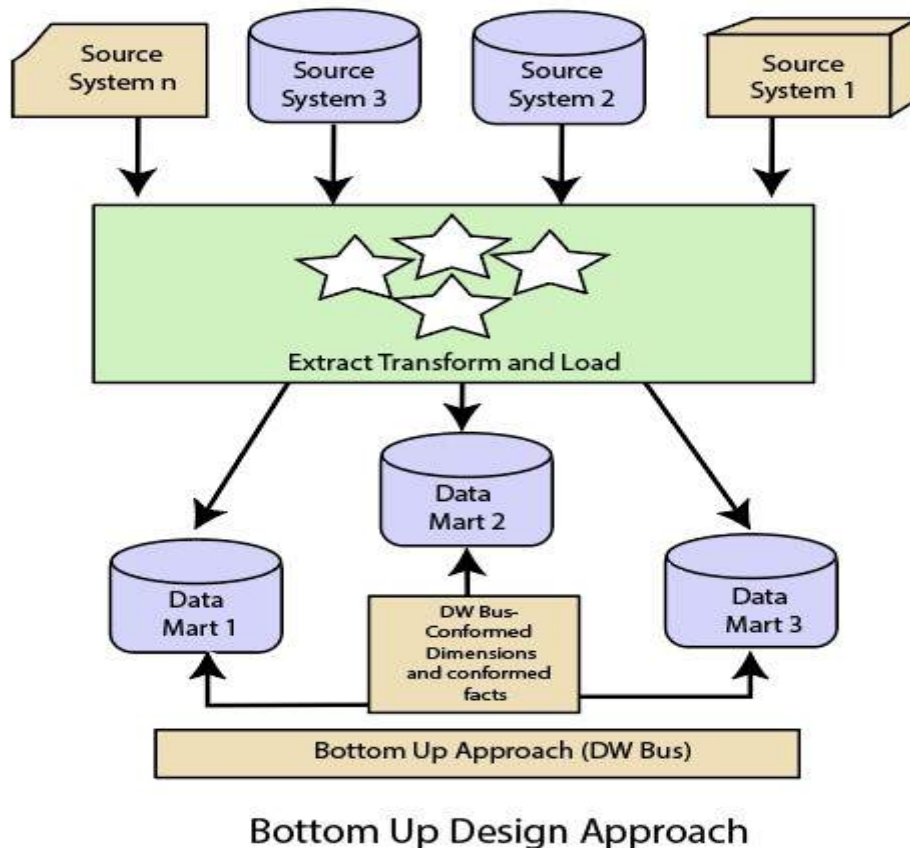 Source
System n
Source
System 3
Source
System 2
Source
System 1
Extract Transform and Load
Data
Mart 2
Data
Mart 1
DW Bus-
Conformed
Dimensions
and conformed
facts
Data
Mart 3
Bottom Up Approach (DW Bus)
Bottom Up Design Approach